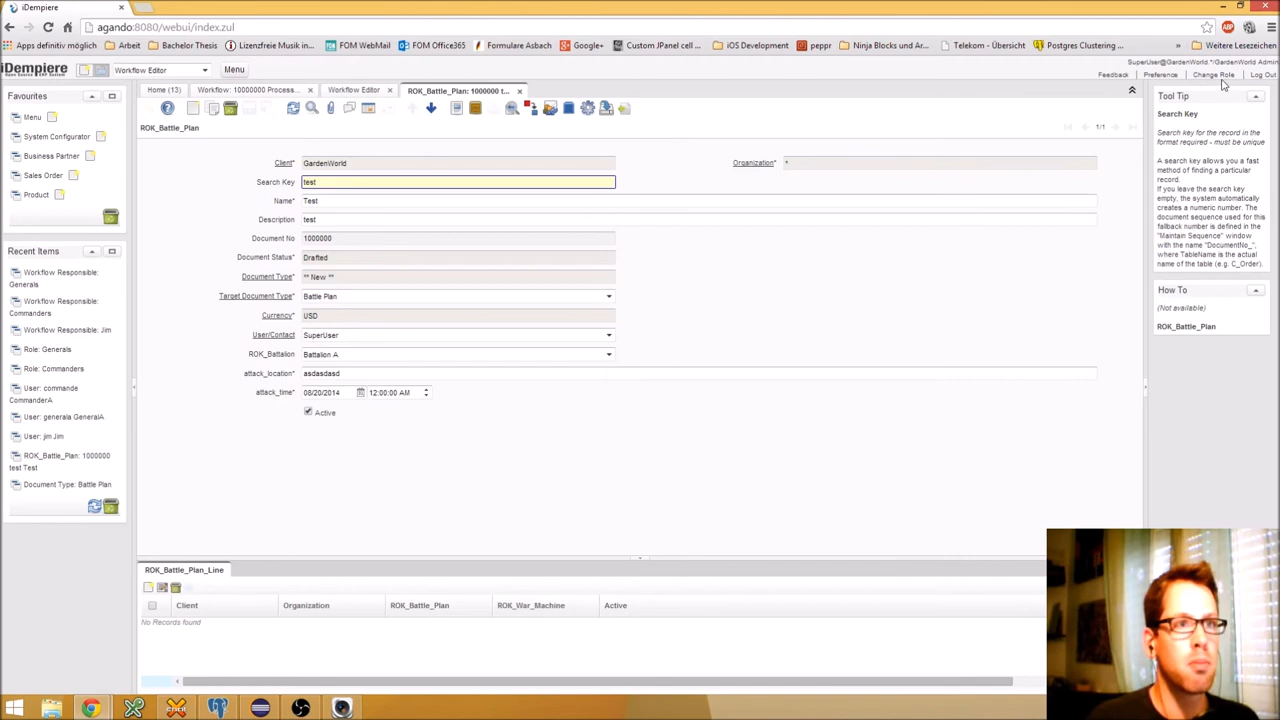 iDempiere
agando:8080/webui/index.zul
Apps definitiv möglich Arbeit Bachelor Thesis Lizenzfreie Musik in... FOM WebMail FOM Office365 Formulare Asbach Google+ Custom JPanel cell ... iOS Development peppr Ninja Blocks und Ar... Telekom - Übersicht Postgres Clustering ... » Weitere Lesezeichen
SuperUser@GardenWorld.*/GardenWorld Admin
iDempiere Workflow Editor Menu
Feedback Preference Change Role Log Out
Favourites
Menu
System Configurator
Business Partner
Sales Order
Product
Recent Items
Workflow Responsible:
Generals
Workflow Responsible:
Commanders
Workflow Responsible: Jim
Role: Generals
Role: Commanders
User: commande
CommanderA
User: generala GeneralA
User: jim Jim
ROK_Battle_Plan: 1000000
test Test
Document Type: Battle Plan
Home (13) Workflow: 10000000 Proces... Workflow Editor ROK_Battle_Plan: 1000000 t...
ROK_Battle_Plan
1/1
Client* GardenWorld Organization* *
Search Key test
Name* Test
Description test
Document No 1000000
Document Status* Drafted
Document Type* ** New **
Target Document Type* Battle Plan
Currency* USD
User/Contact SuperUser
ROK_Battalion Battalion A
attack_location* asdasdasd
attack_time* 08/20/2014 12:00:00 AM
Active
ROK_Battle_Plan_Line
Client Organization ROK_Battle_Plan ROK_War_Machine Active
No Records found
Tool Tip
Search Key
Search key for the record in the
format required - must be unique
A search key allows you a fast
method of finding a particular
record.
If you leave the search key
empty, the system automatically
creates a numeric number. The
document sequence used for this
fallback number is defined in the
"Maintain Sequence" window
with the name "DocumentNo_",
where TableName is the actual
name of the table (e.g. C_Order).
How To
(Not available)
ROK_Battle_Plan